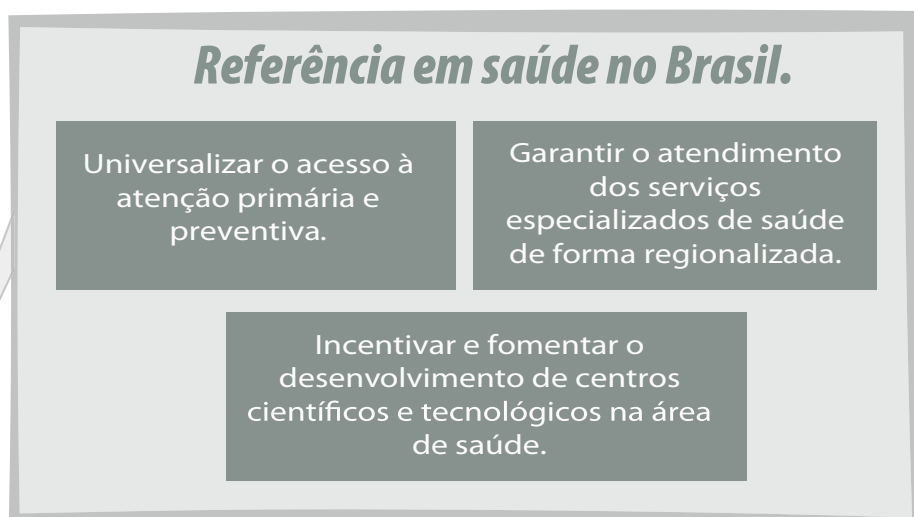 Referência em saúde no Brasil.
Universalizar o acesso à
atenção primária e
preventiva.
Garantir o atendimento
dos serviços
especializados de saúde
de forma regionalizada.
Incentivar e fomentar o
desenvolvimento de centros
científicos e tecnológicos na área
de saúde.